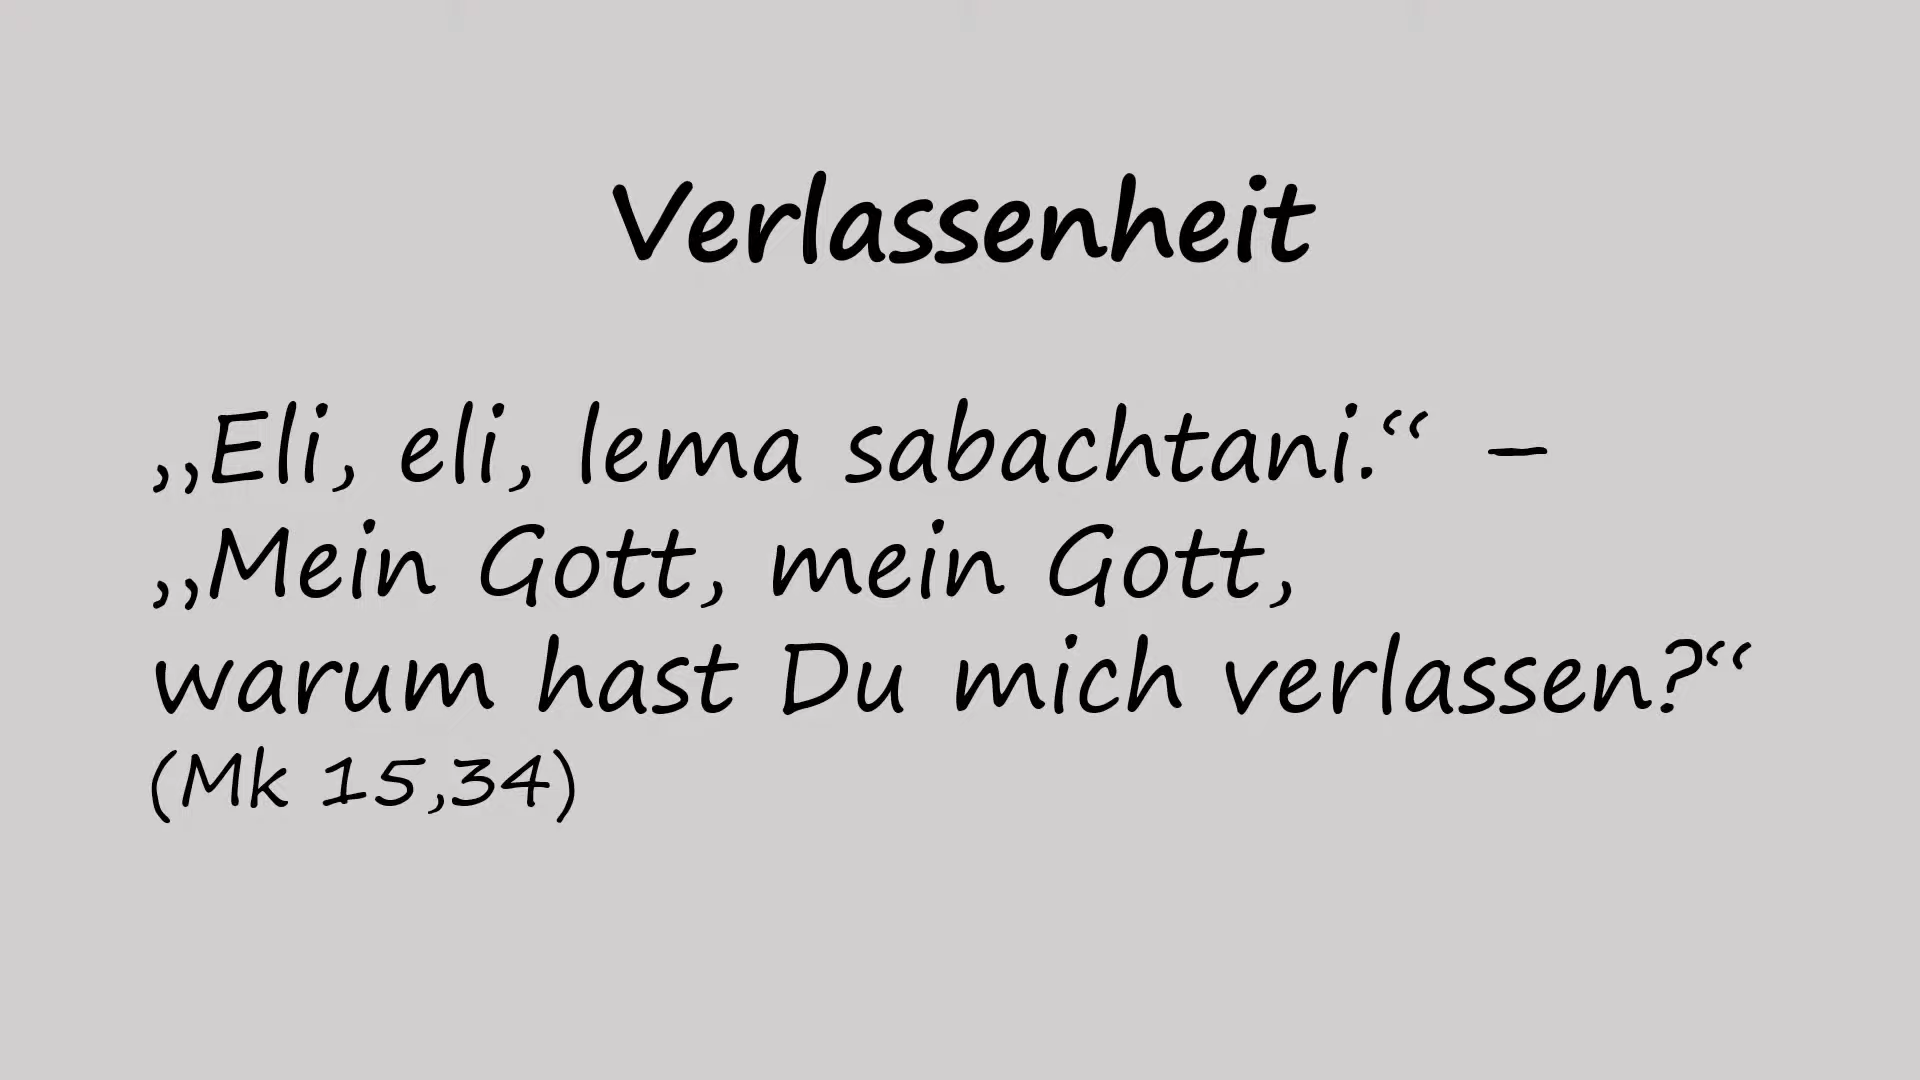 Verlassenheit
„Eli, eli, lema sabachtani.“ –
„Mein Gott, mein Gott,
warum hast Du mich verlassen?“
(Mk 15,34)